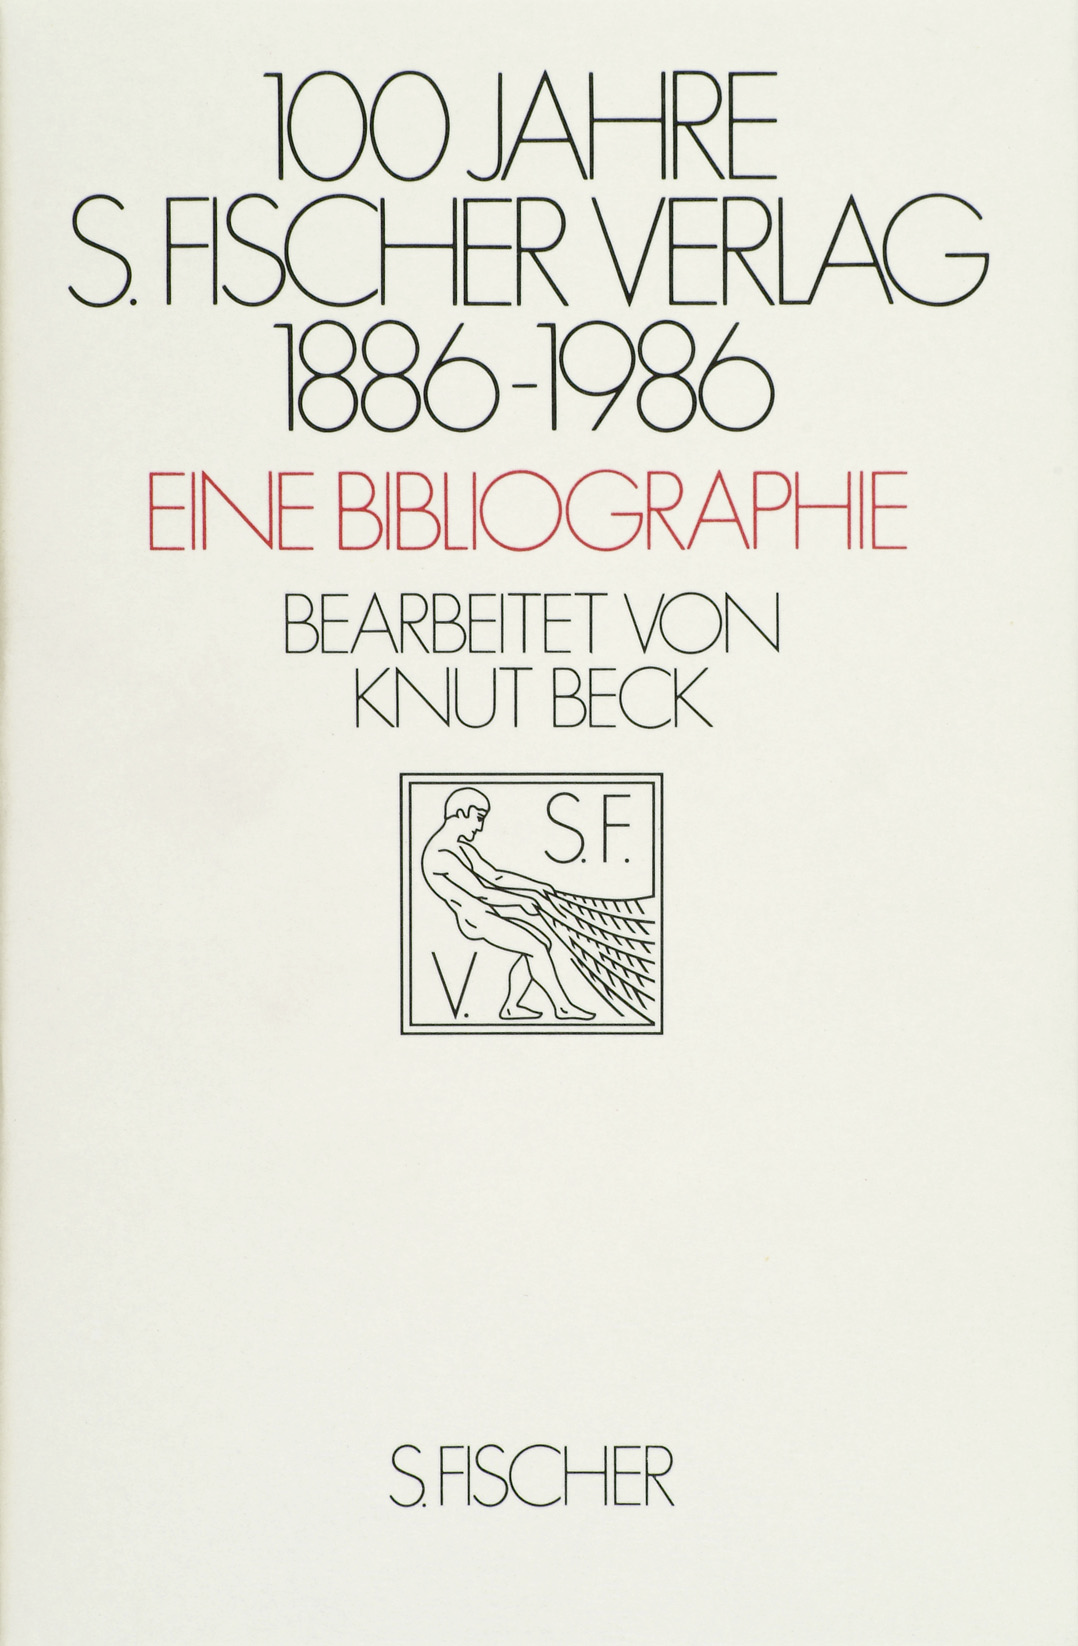 100 JAHRE
S. FISCHER VERLAG
1886-1986
EINE BIBLIOGRAPHIE
BEARBEITET VON
KNUT BECK
S. F.
V.
S. FISCHER